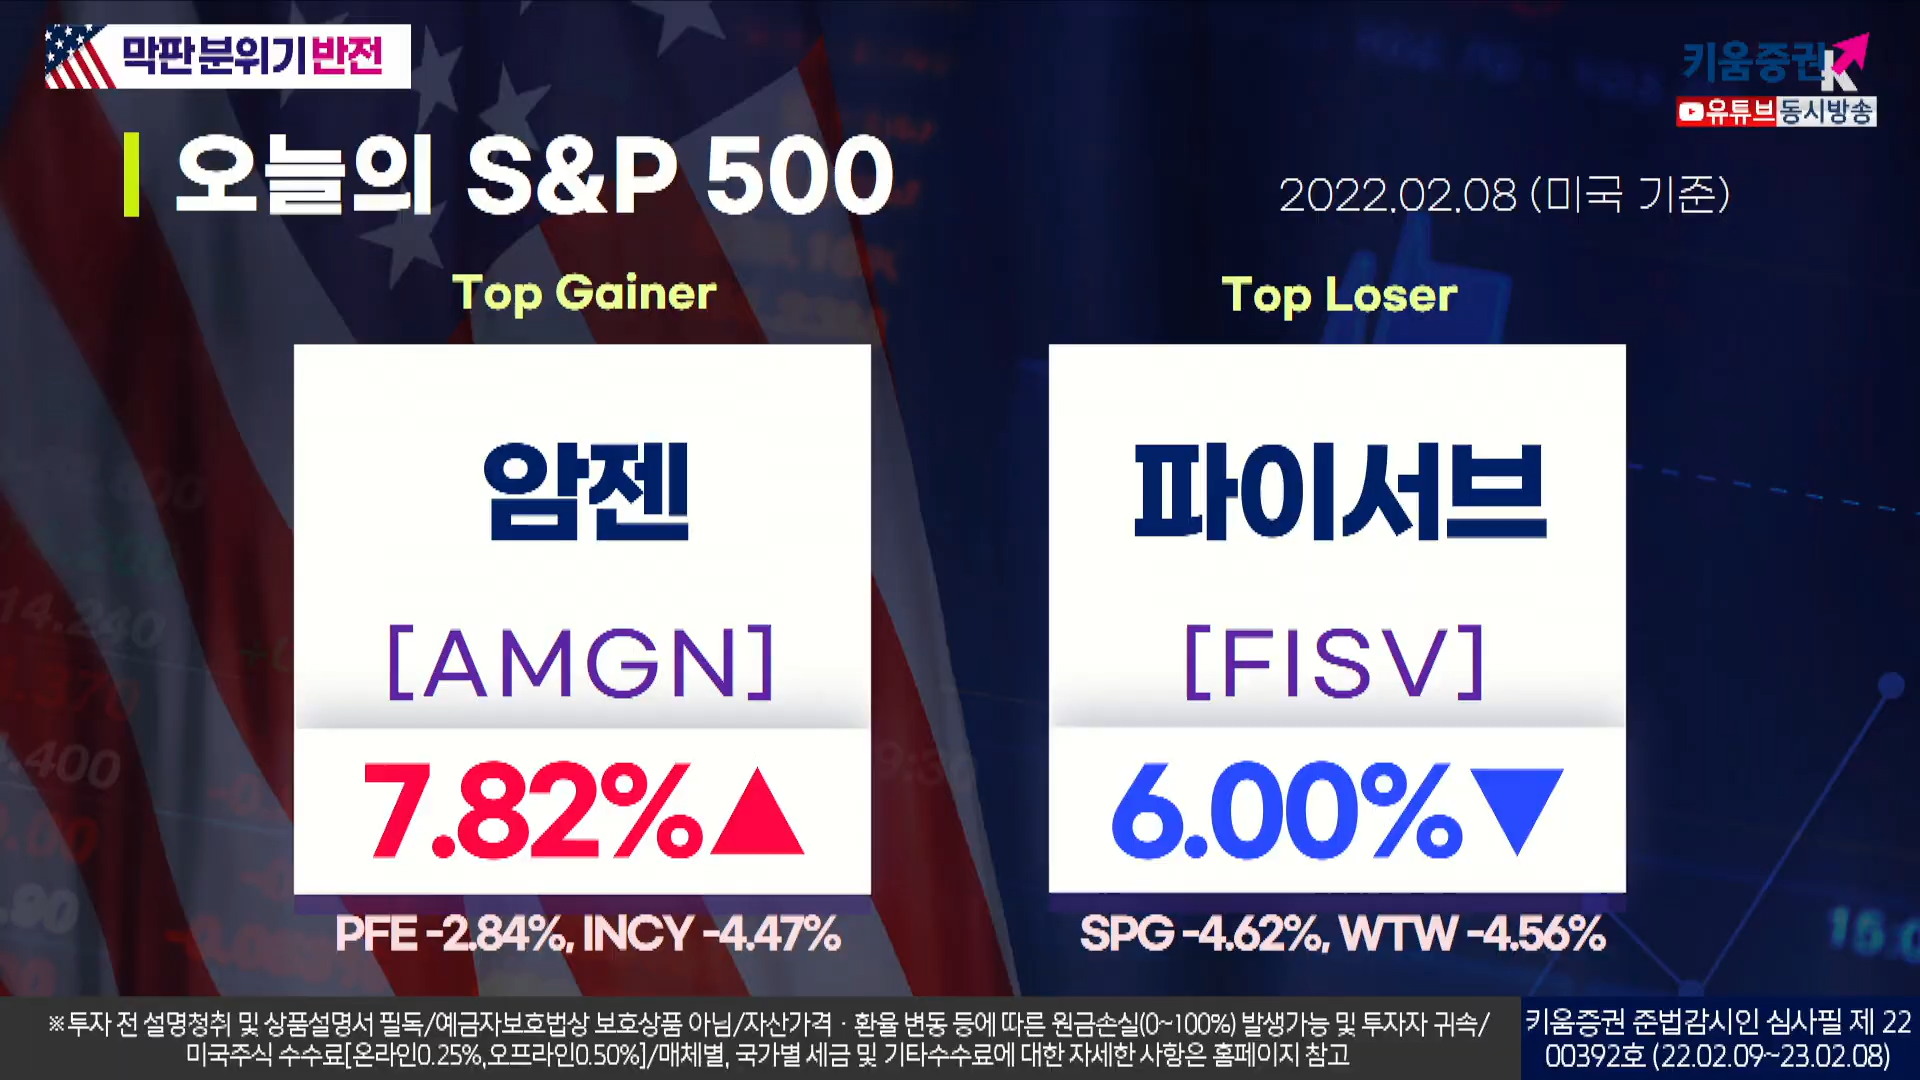 막판 분위기 반전
키움증권
유튜브 동시방송
오늘의 S&P 500
2022.02.08 (미국 기준)
Top Gainer
암젠
[AMGN]
7.82%▲
PFE -2.84%, INCY -4.47%
Top Loser
파이서브
[FISV]
6.00%▼
SPG -4.62%, WTW -4.56%
※투자 전 설명청취 및 상품설명서 필독/예금자보호법상 보호상품 아님/자산가격 · 환율 변동 등에 따른 원금손실(0~100%) 발생가능 및 투자자 귀속/
미국주식 수수료[온라인0.25%,오프라인0.50%]/매체별, 국가별 세금 및 기타수수료에 대한 자세한 사항은 홈페이지 참고
키움증권 준법감시인 심사필 제 22
00392호 (22.02.09~23.02.08)